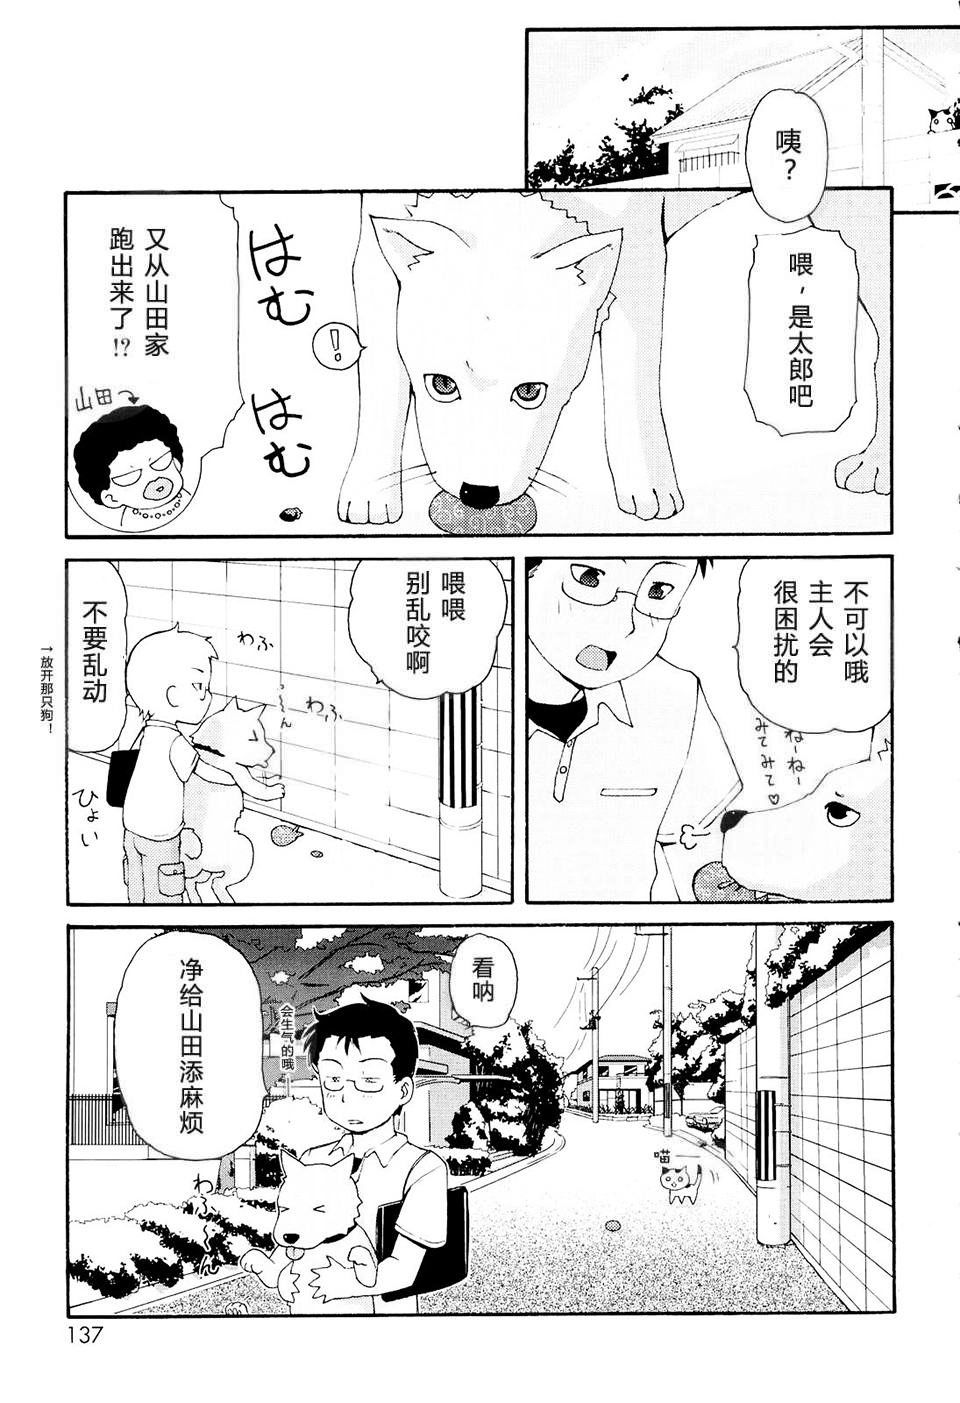 咦？
喂，是太郎吧
はむ
はむ
！
又从山田家
跑出来了!?
山田
不可以哦
主人会
很困扰的
ねーねー
みてみて♡
喂喂
别乱咬啊
わふ
わふ
不要乱动
ひょい
→放开那只狗！
看呐
会生气的哦
净给山田添麻烦
わふ〜ん
喵—
137